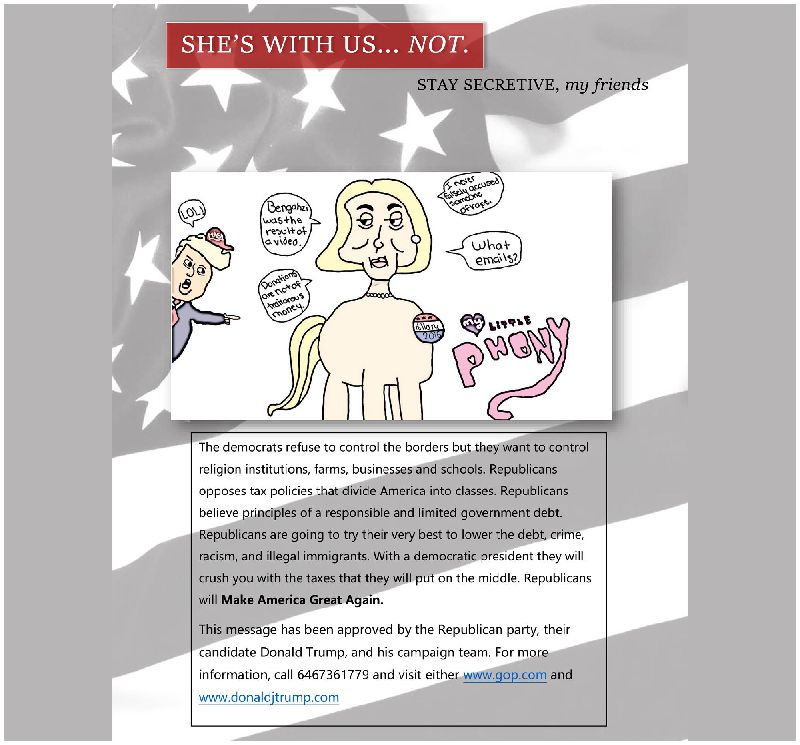 SHE'S WITH US... NOT.
STAY SECRETIVE, my friends
LOL!
Bengahzi
was the
result of
a video.
I never
falsely accused
someone
of rape.
What
emails?
Donations
are not of
traitorous
money.
2016
my LITTLE
PHONY
The democrats refuse to control the borders but they want to control
religion institutions, farms, businesses and schools. Republicans
opposes tax policies that divide America into classes. Republicans
believe principles of a responsible and limited government debt.
Republicans are going to try their very best to lower the debt, crime,
racism, and illegal immigrants. With a democratic president they will
crush you with the taxes that they will put on the middle. Republicans
will Make America Great Again.
This message has been approved by the Republican party, their
candidate Donald Trump, and his campaign team. For more
information, call 6467361779 and visit either www.gop.com and
www.donaldjtrump.com